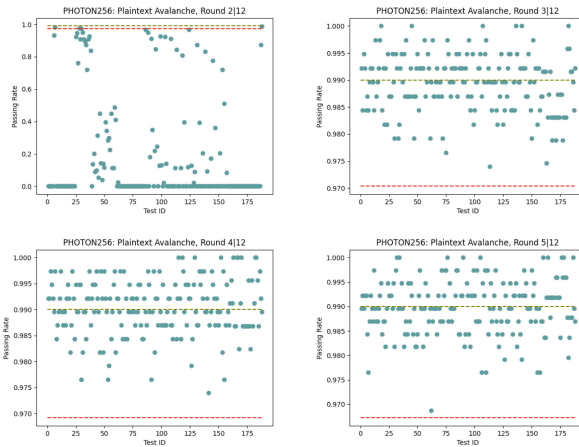 PHOTON256: Plaintext Avalanche, Round 2|12
Passing Rate
1.0
0.8
0.6
0.4
0.2
0.0
0 25 50 75 100 125 150 175
Test ID
PHOTON256: Plaintext Avalanche, Round 3|12
Passing Rate
1.000
0.995
0.990
0.985
0.980
0.975
0.970
0 25 50 75 100 125 150 175
Test ID
PHOTON256: Plaintext Avalanche, Round 4|12
Passing Rate
1.000
0.995
0.990
0.985
0.980
0.975
0.970
0 25 50 75 100 125 150 175
Test ID
PHOTON256: Plaintext Avalanche, Round 5|12
Passing Rate
1.000
0.995
0.990
0.985
0.980
0.975
0.970
0 25 50 75 100 125 150 175
Test ID